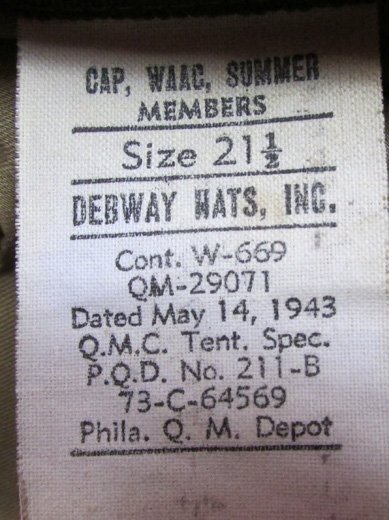 CAP, WAAC, SUMMER
MEMBERS
Size 21½
DEBWAY HATS, INC.
Cont. W-669
QM-29071
Dated May 14, 1943
Q.M.C. Tent. Spec.
P.Q.D. No. 211-B
73-C-64569
Phila. Q. M. Depot